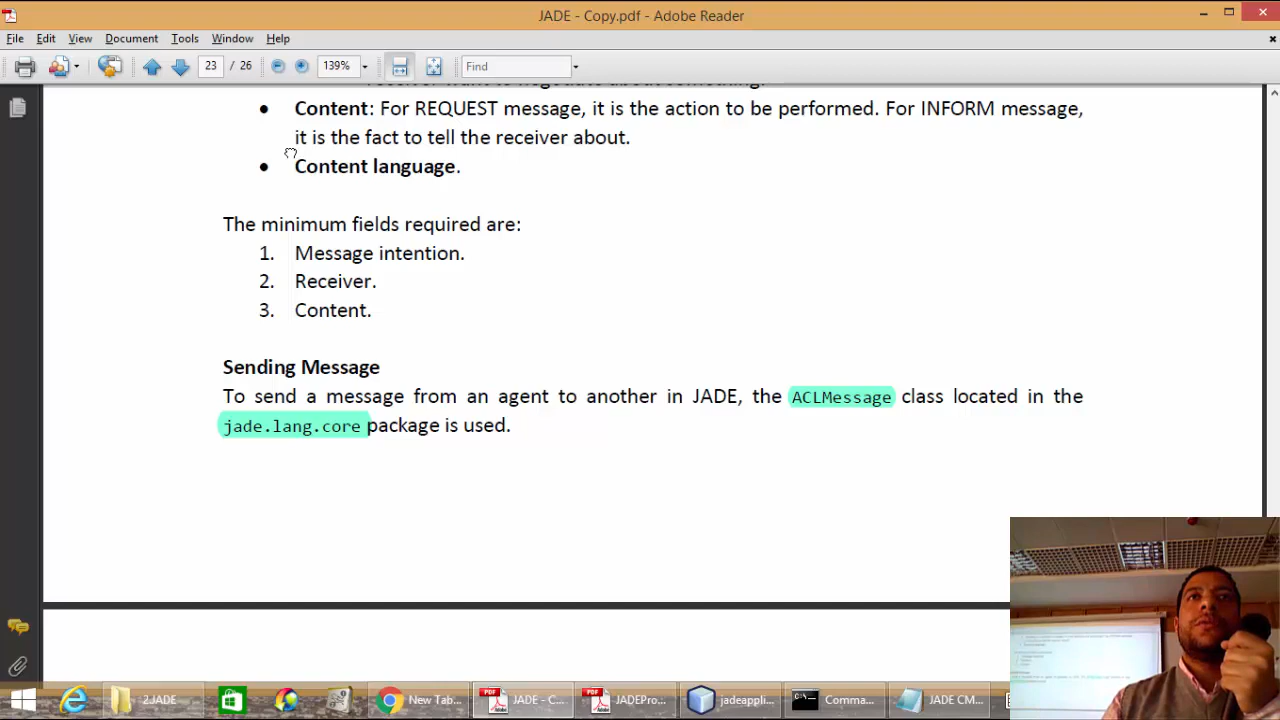 JADE - Copy.pdf - Adobe Reader
File Edit View Document Tools Window Help
23 / 26 139% Find
• Content: For REQUEST message, it is the action to be performed. For INFORM message,
it is the fact to tell the receiver about.
• Content language.
The minimum fields required are:
1. Message intention.
2. Receiver.
3. Content.
Sending Message
To send a message from an agent to another in JADE, the ACLMessage class located in the
jade.lang.core package is used.
2JADE New Tab... JADE - C... JADEPro... jadeappli... Comma... JADE CM...